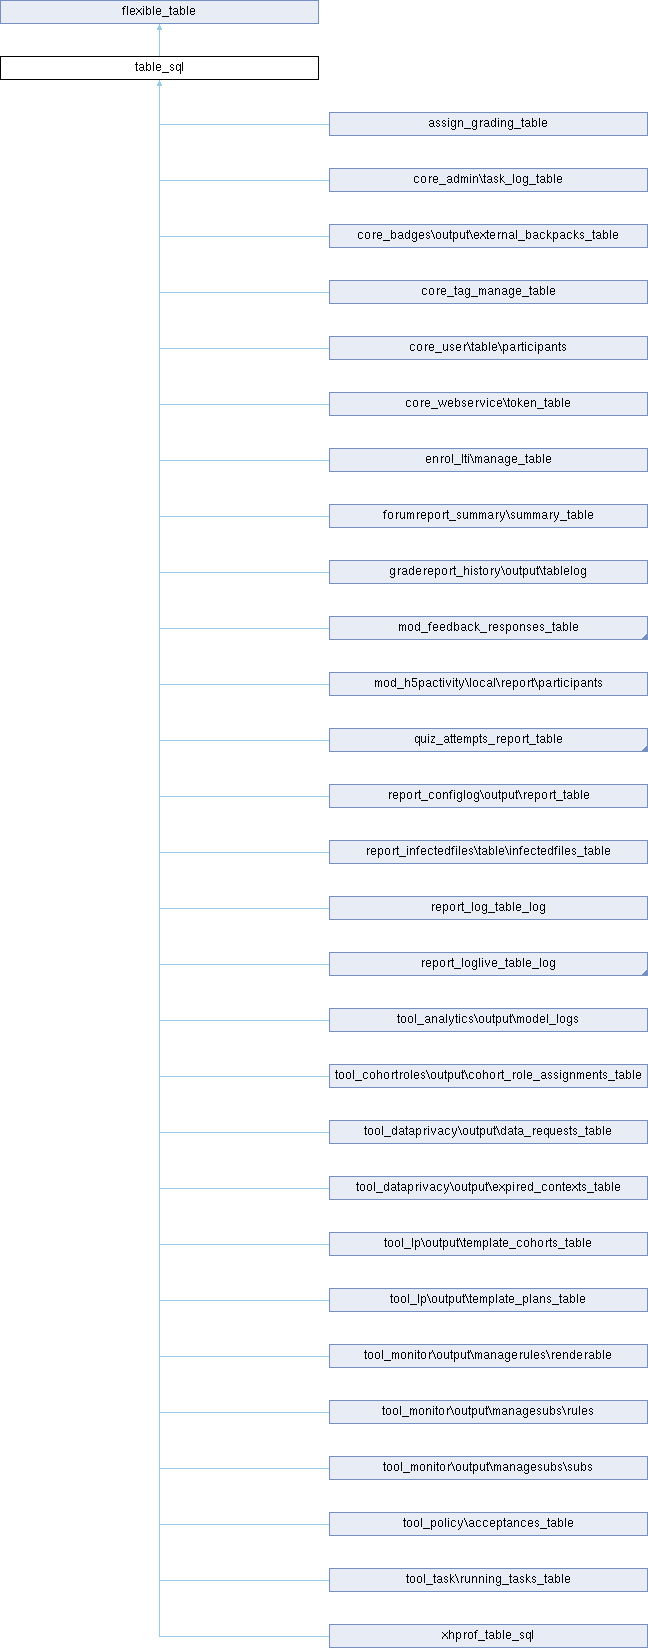 flexible_table
table_sql
assign_grading_table
core_admin\task_log_table
core_badges\output\external_backpacks_table
core_tag_manage_table
core_user\table\participants
core_webservice\token_table
enrol_lti\manage_table
forumreport_summary\summary_table
gradereport_history\output\tablelog
mod_feedback_responses_table
mod_h5pactivity\local\report\participants
quiz_attempts_report_table
report_configlog\output\report_table
report_infectedfiles\table\infectedfiles_table
report_log_table_log
report_loglive_table_log
tool_analytics\output\model_logs
tool_cohortroles\output\cohort_role_assignments_table
tool_dataprivacy\output\data_requests_table
tool_dataprivacy\output\expired_contexts_table
tool_lp\output\template_cohorts_table
tool_lp\output\template_plans_table
tool_monitor\output\managerules\renderable
tool_monitor\output\managesubs\rules
tool_monitor\output\managesubs\subs
tool_policy\acceptances_table
tool_task\running_tasks_table
xhprof_table_sql